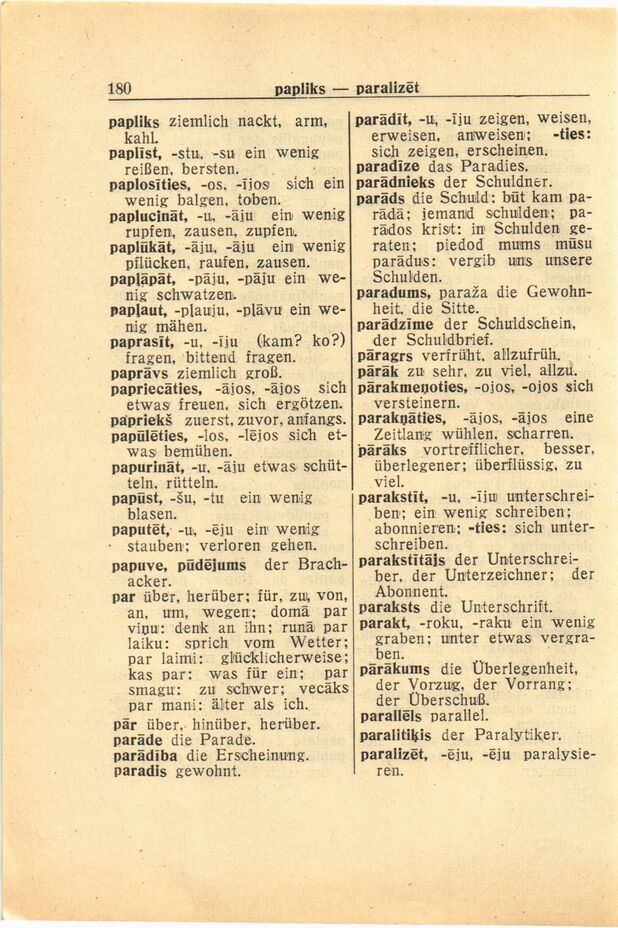 180
papliks — paralizēt
papliks ziemlich nackt, arm,
kahl.
paplīst, -stu, -su ein wenig
reißen, bersten.
paplosīties, -os, -ījos sich ein
wenig balgen, toben.
paplucināt, -u, -āju ein wenig
rupfen, zausen, zupfen.
paplūkāt, -āju, -āju ein wenig
pflücken, raufen, zausen.
papļāpāt, -pāju, -pāju ein we-
nig schwatzen.
papļaut, -pļauju, -pļāvu ein we-
nig mähen.
paprasīt, -u, -īju (kam? ko?)
fragen, bittend fragen.
paprāvs ziemlich groß.
papriecāties, -ājos, -ājos sich
etwas freuen, sich ergötzen.
papriekš zuerst, zuvor, anfangs.
papūlēties, -los, -lējos sich et-
was bemühen.
papurināt, -u, -āju etwas schüt-
teln, rütteln.
papūst, -šu, -tu ein wenig
blasen.
paputēt, -u, -ēju ein wenig
stauben; verloren gehen.
papuve, pūdējums der Brach-
acker.
par über, herüber; für, zu, von,
an, um, wegen; domā par
viņu: denk an ihn; runā par
laiku: sprich vom Wetter;
par laimi: glücklicherweise;
kas par: was für ein; par
smagu: zu schwer; vecāks
par mani: älter als ich.
pār über, hinüber, herüber.
parāde die Parade.
parādība die Erscheinung.
paradis gewohnt.
parādīt, -u, -īju zeigen, weisen,
erweisen, anweisen; -ties:
sich zeigen, erscheinen.
paradīze das Paradies.
parādnieks der Schuldner.
parāds die Schuld: būt kam pa-
rādā; jemand schulden; pa-
rādos krist: in Schulden ge-
raten; piedod mums mūsu
parādus: vergib uns unsere
Schulden.
paradums, paraža die Gewohn-
heit, die Sitte.
parādzīme der Schuldschein,
der Schuldbrief.
pāragrs verfrüht, allzufrüh.
pārāk zu sehr, zu viel, allzu.
pārakmeņoties, -ojos, -ojos sich
versteinern.
parakņāties, -ājos, -ājos eine
Zeitlang wühlen, scharren.
pārāks vortrefflicher, besser,
überlegener; überflüssig, zu
viel.
parakstīt, -u, -īju unterschrei-
ben; ein wenig schreiben;
abonnieren; -ties: sich unter-
schreiben.
parakstītājs der Unterschrei-
ber, der Unterzeichner; der
Abonnent.
paraksts die Unterschrift.
parakt, -roku, -raku ein wenig
graben; unter etwas vergra-
ben.
pārākums die Überlegenheit,
der Vorzug, der Vorrang;
der Überschuß.
parallēls parallel.
paralitiķis der Paralytiker.
paralizēt, -ēju, -ēju paralysie-
ren.